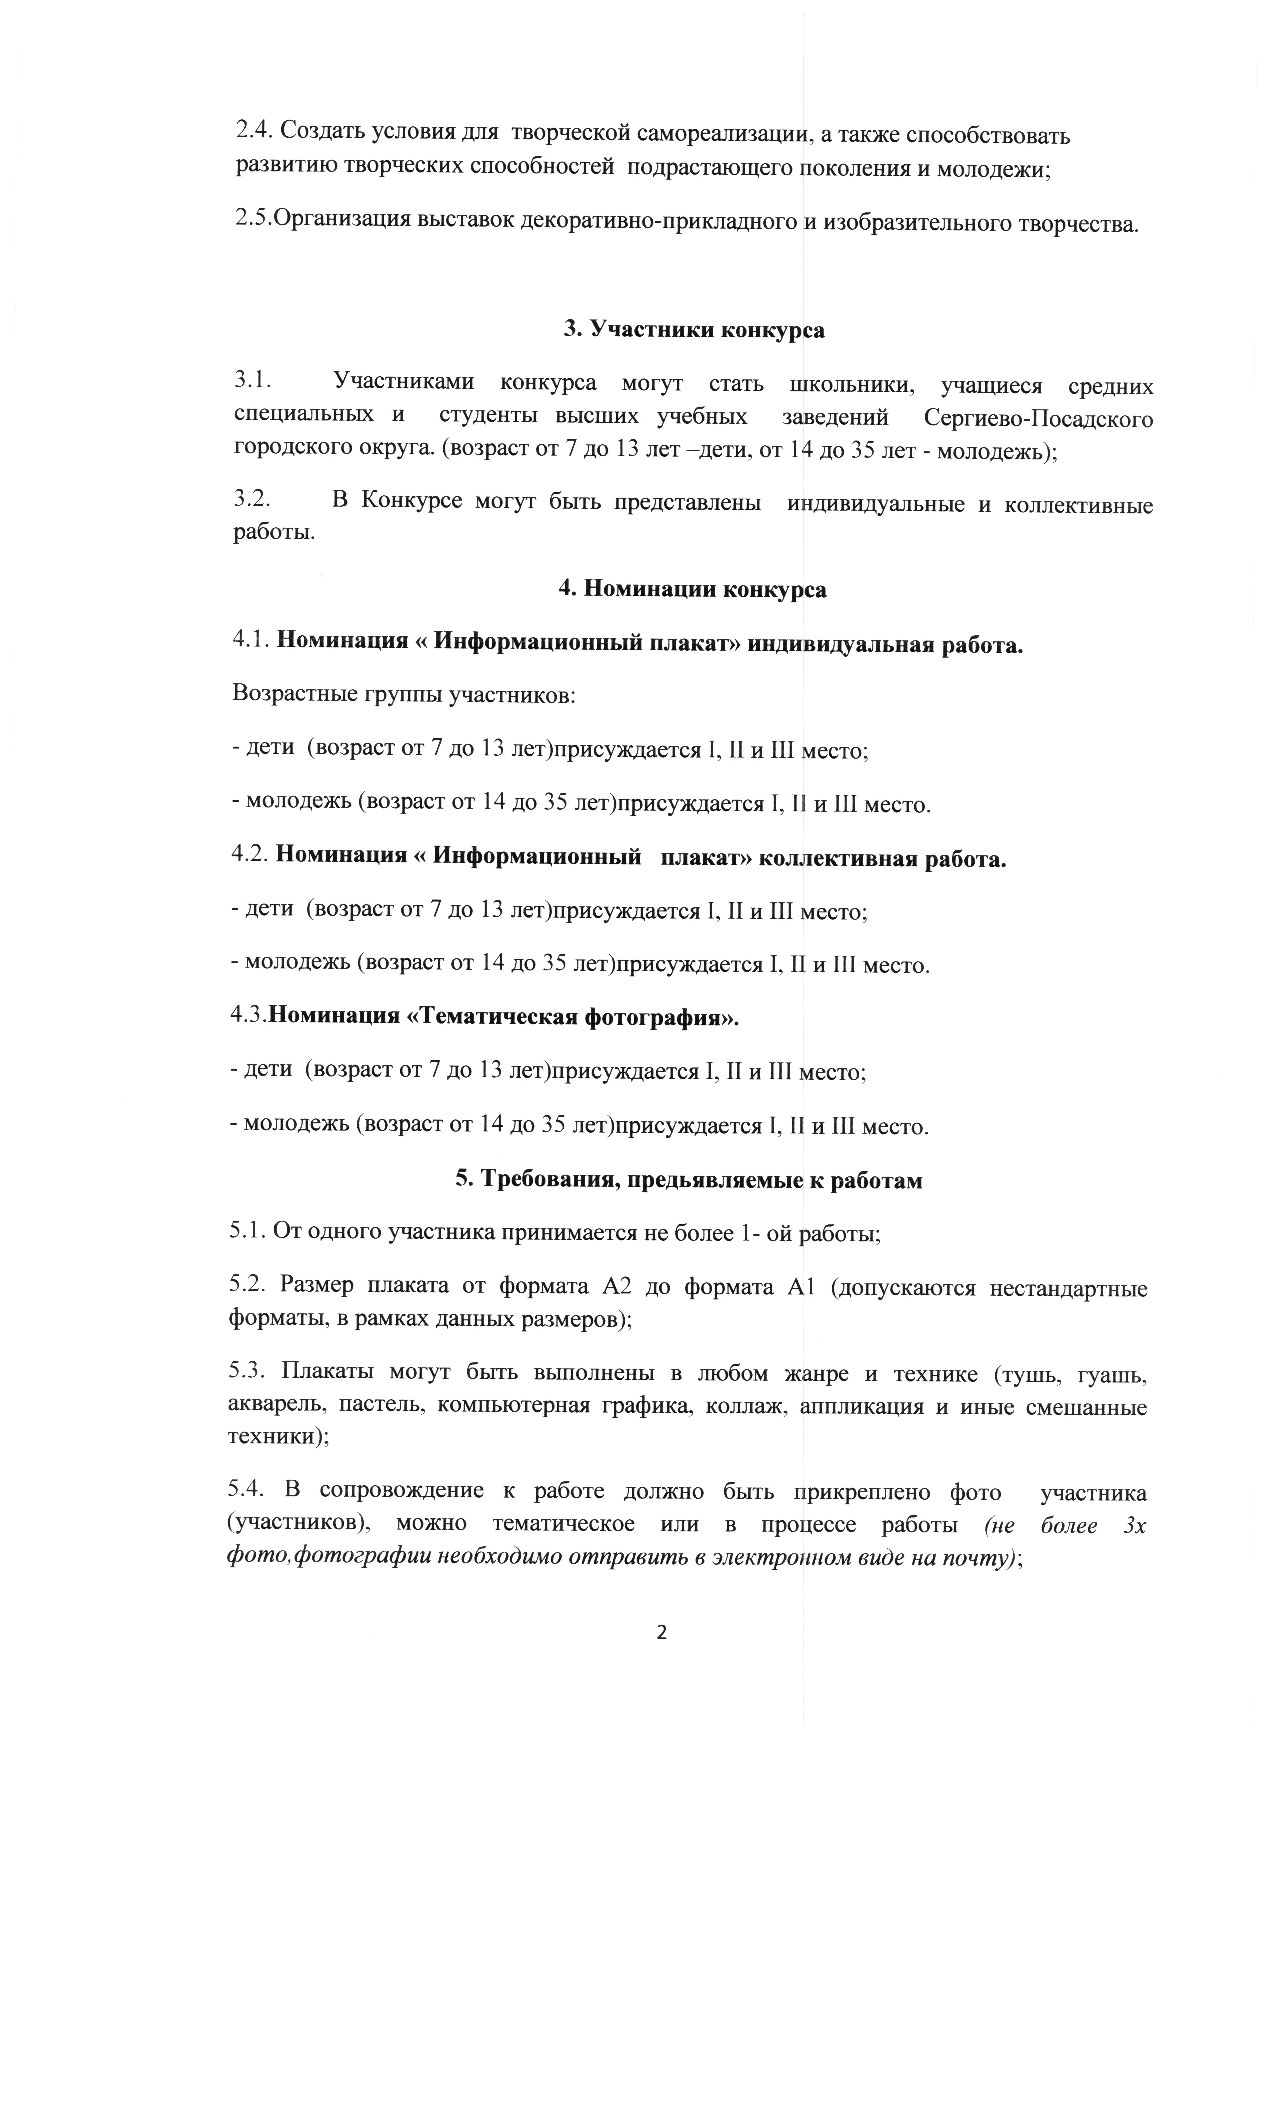 2.4. Создать условия для творческой самореализации, а также способствовать
развитию творческих способностей подрастающего поколения и молодежи;
2.5.Организация выставок декоративно-прикладного и изобразительного творчества.
3. Участники конкурса
3.1. Участниками конкурса могут стать школьники, учащиеся средних
специальных и студенты высших учебных заведений Сергиево-Посадского
городского округа. (возраст от 7 до 13 лет –дети, от 14 до 35 лет - молодежь);
3.2. В Конкурсе могут быть представлены индивидуальные и коллективные
работы.
4. Номинации конкурса
4.1. Номинация « Информационный плакат» индивидуальная работа.
Возрастные группы участников:
- дети (возраст от 7 до 13 лет)присуждается I, II и III место;
- молодежь (возраст от 14 до 35 лет)присуждается I, II и III место.
4.2. Номинация « Информационный плакат» коллективная работа.
- дети (возраст от 7 до 13 лет)присуждается I, II и III место;
- молодежь (возраст от 14 до 35 лет)присуждается I, II и III место.
4.3.Номинация «Тематическая фотография».
- дети (возраст от 7 до 13 лет)присуждается I, II и III место;
- молодежь (возраст от 14 до 35 лет)присуждается I, II и III место.
5. Требования, предьявляемые к работам
5.1. От одного участника принимается не более 1- ой работы;
5.2. Размер плаката от формата А2 до формата А1 (допускаются нестандартные
форматы, в рамках данных размеров);
5.3. Плакаты могут быть выполнены в любом жанре и технике (тушь, гуашь,
акварель, пастель, компьютерная графика, коллаж, аппликация и иные смешанные
техники);
5.4. В сопровождение к работе должно быть прикреплено фото участника
(участников), можно тематическое или в процессе работы (не более 3х
фото,фотографии необходимо отправить в электронном виде на почту);
2